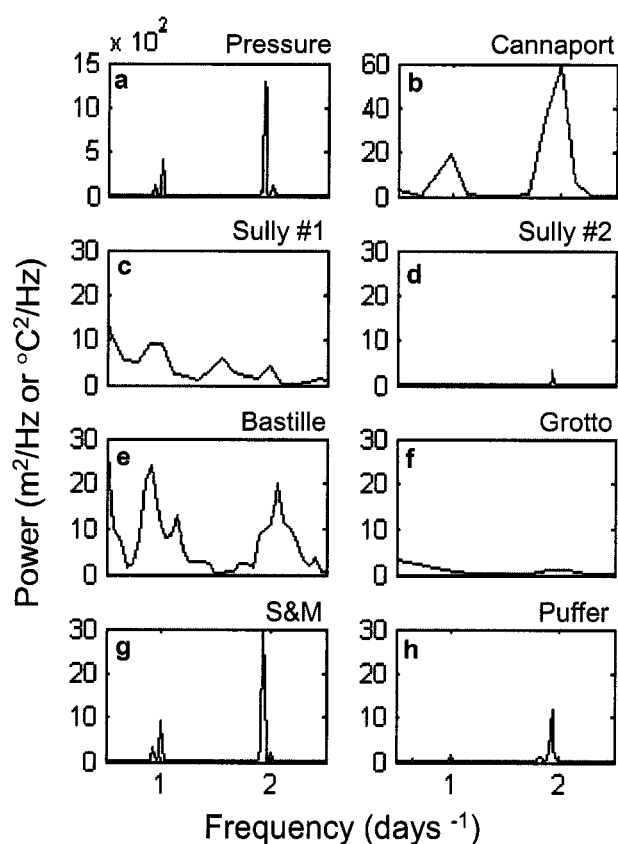 x 10²
Pressure
Cannaport
a
15
10
5
0
b
60
40
20
0
Sully #1
Sully #2
c
30
20
10
0
d
30
20
10
0
Bastille
Grotto
e
30
20
10
0
f
30
20
10
0
S&M
Puffer
g
30
20
10
0
h
30
20
10
0
1
2
1
2
Power (m²/Hz or °C²/Hz)
Frequency (days ⁻¹)